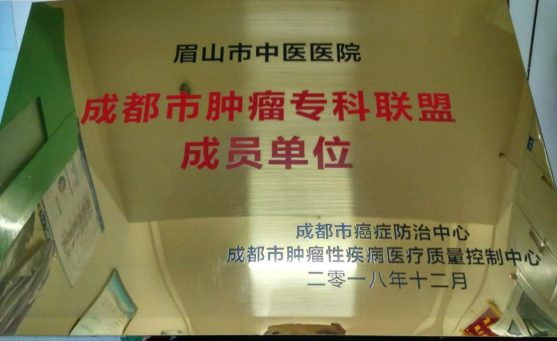 眉山市中医医院
成都市肿瘤专科联盟
成员单位
成都市癌症防治中心
成都市肿瘤性疾病医疗质量控制中心
二零一八年十二月